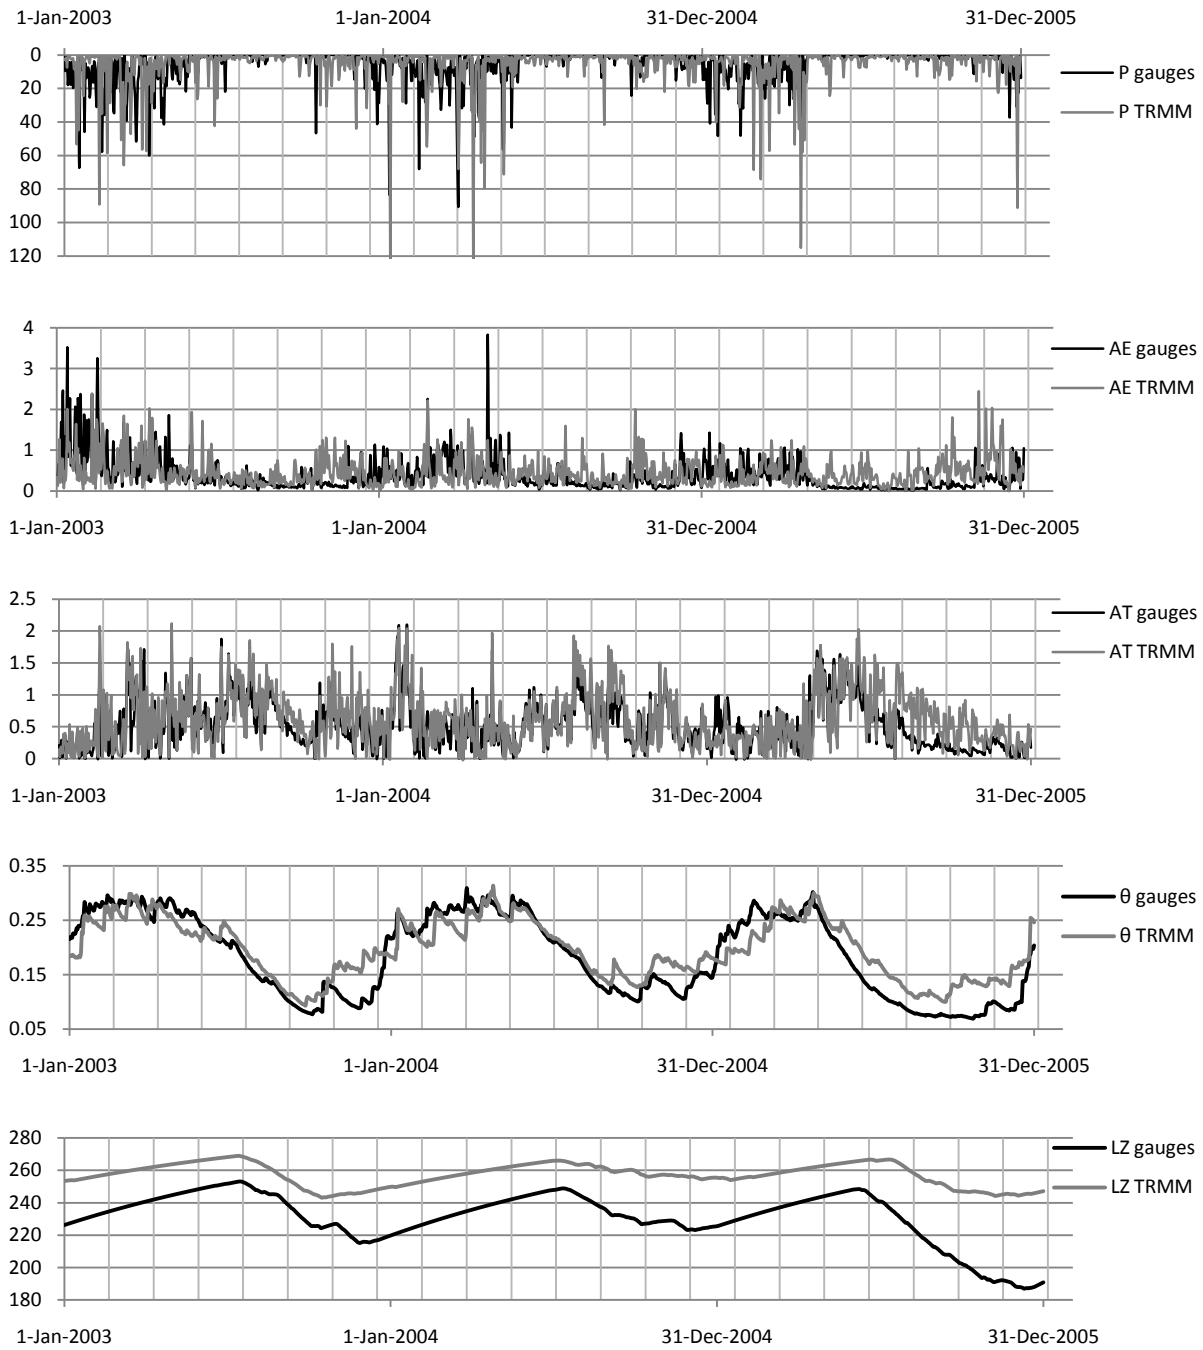 1-Jan-2003 1-Jan-2004 31-Dec-2004 31-Dec-2005
0
20
40
60
80
100
120
P gauges
P TRMM
4
3
2
1
0
AE gauges
AE TRMM
1-Jan-2003 1-Jan-2004 31-Dec-2004 31-Dec-2005
2.5
2
1.5
1
0.5
0
AT gauges
AT TRMM
1-Jan-2003 1-Jan-2004 31-Dec-2004 31-Dec-2005
0.35
0.25
0.15
0.05
θ gauges
θ TRMM
1-Jan-2003 1-Jan-2004 31-Dec-2004 31-Dec-2005
280
260
240
220
200
180
LZ gauges
LZ TRMM
1-Jan-2003 1-Jan-2004 31-Dec-2004 31-Dec-2005